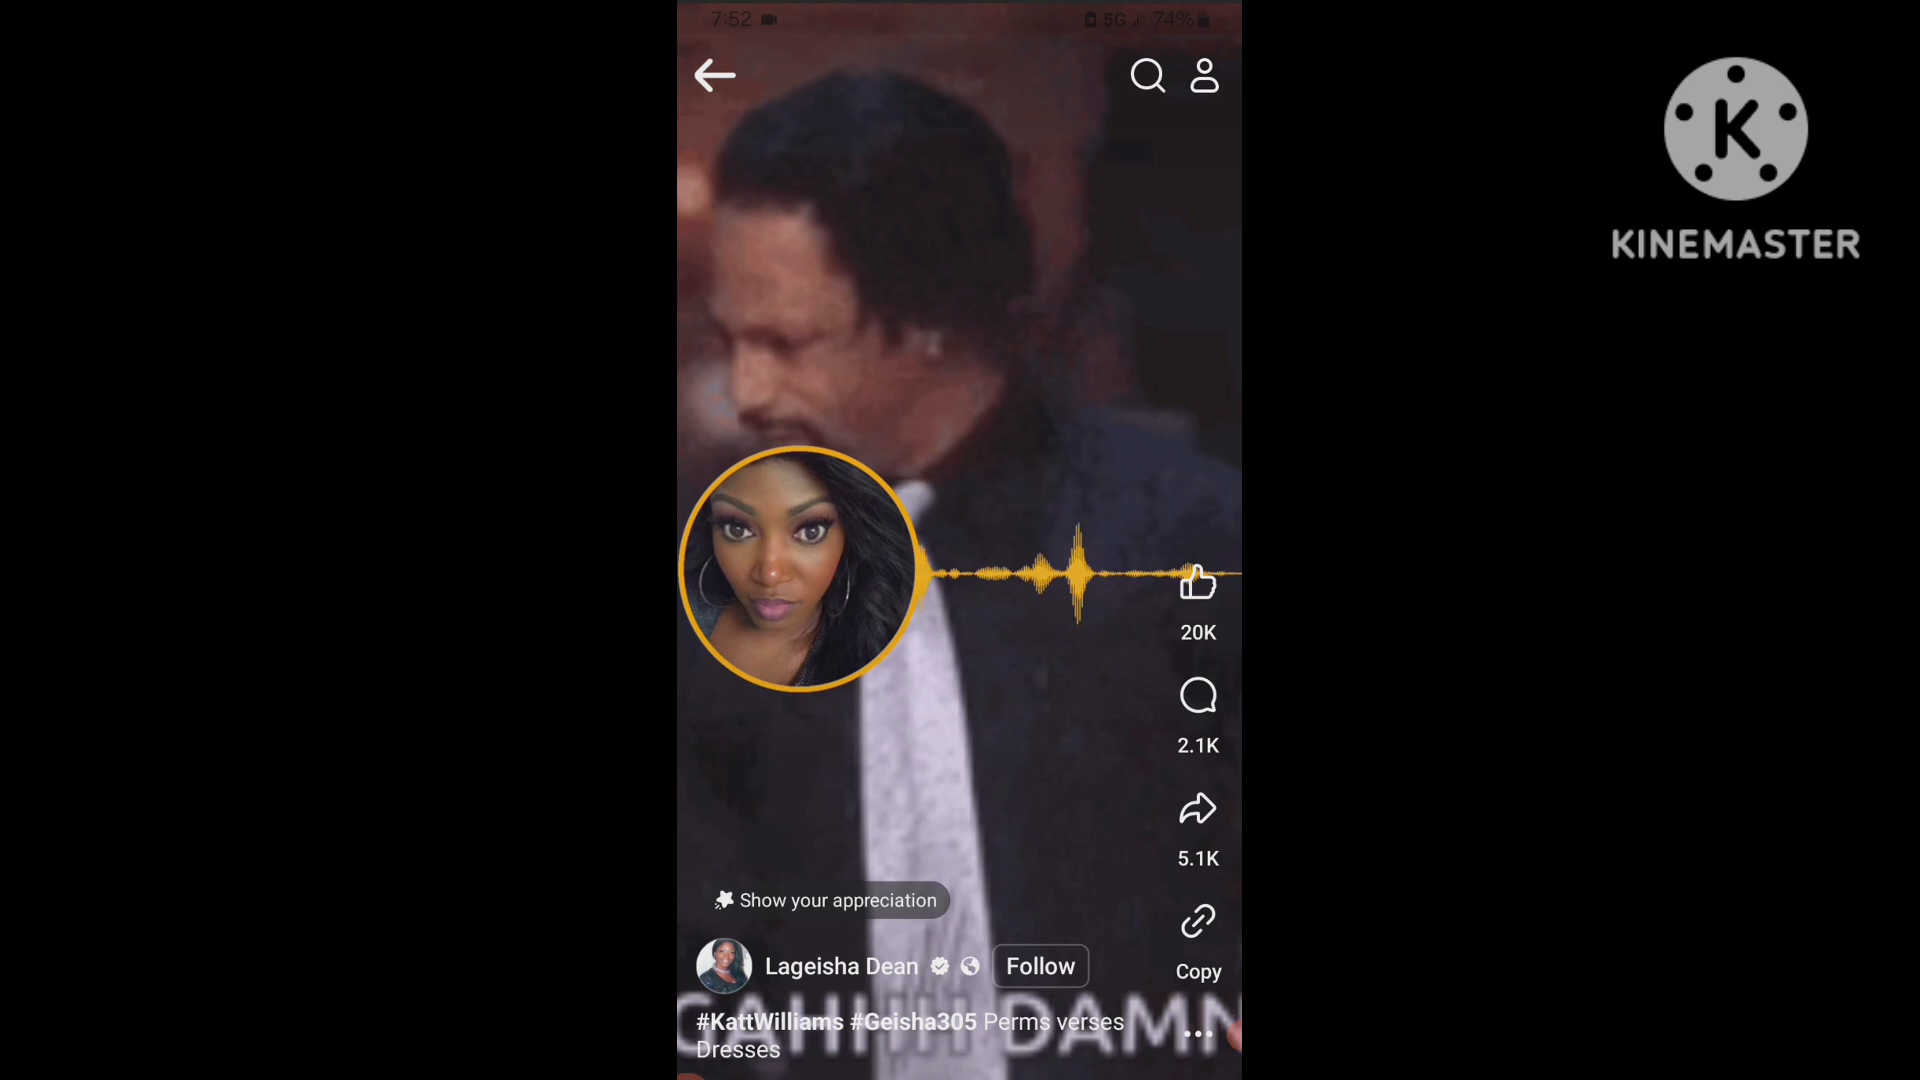 7:52
5G
74%
K
KINEMASTER
20K
2.1K
5.1K
Show your appreciation
Lageisha Dean
Follow
Copy
#KattWilliams #Geisha305 Perms verses
Dresses
DAMN